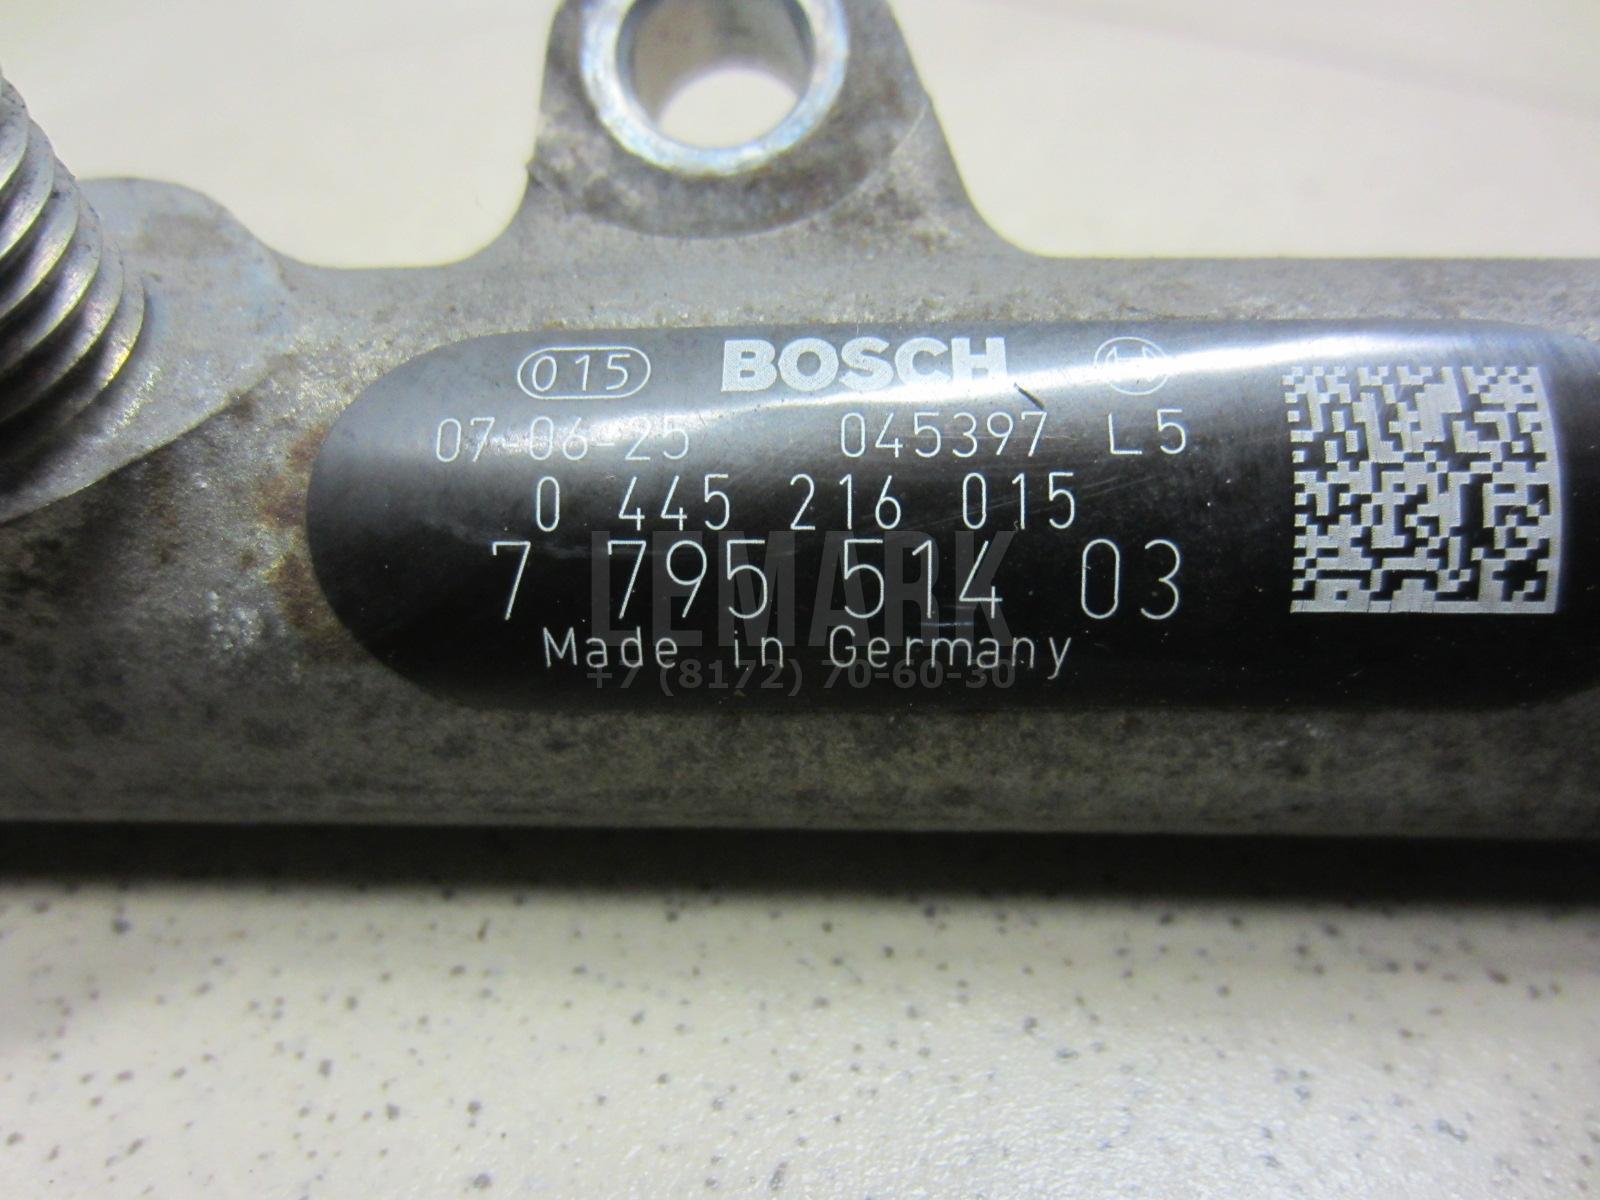 015 BOSCH
07-06-25 045397 L5
0 445 216 015
7 795 514 03
LEMARK
Made in Germany
+7 (8172) 70-60-30